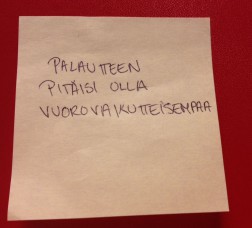 PALAUTTEEN
PITÄISI OLLA
VUOROVAIKUTTEISEMPAA